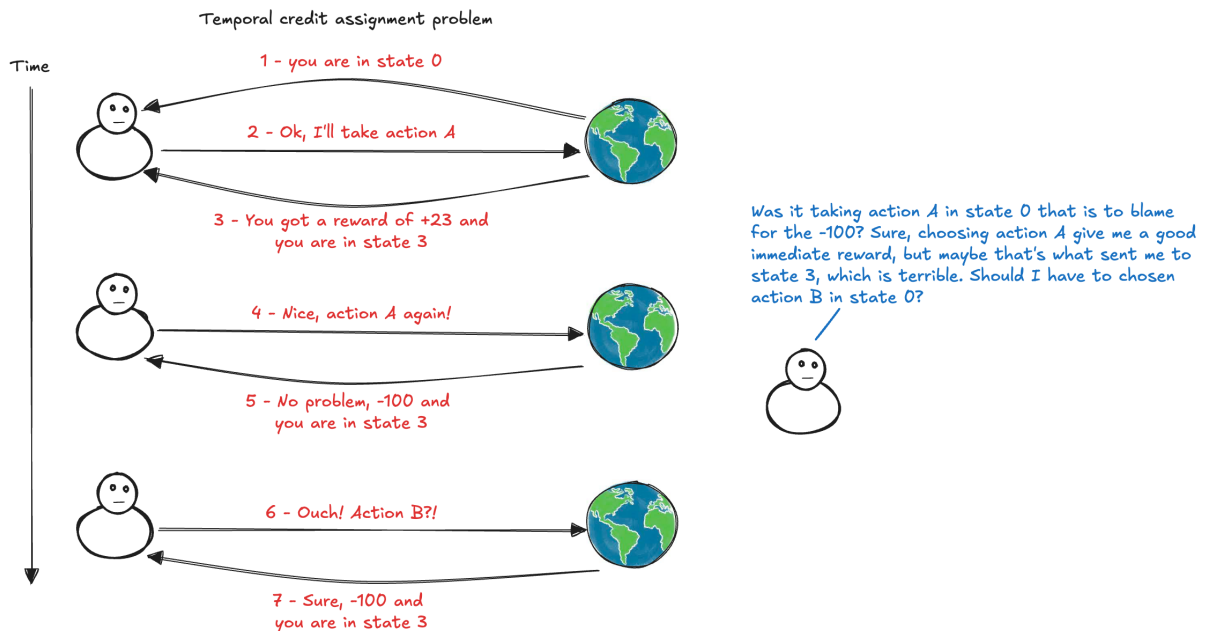 Temporal credit assignment problem
Time
1 - you are in state 0
2 - Ok, I'll take action A
3 - You got a reward of +23 and
you are in state 3
4 - Nice, action A again!
5 - No problem, -100 and
you are in state 3
6 - Ouch! Action B?!
7 - Sure, -100 and
you are in state 3
Was it taking action A in state 0 that is to blame
for the -100? Sure, choosing action A give me a good
immediate reward, but maybe that's what sent me to
state 3, which is terrible. Should I have to chosen
action B in state 0?